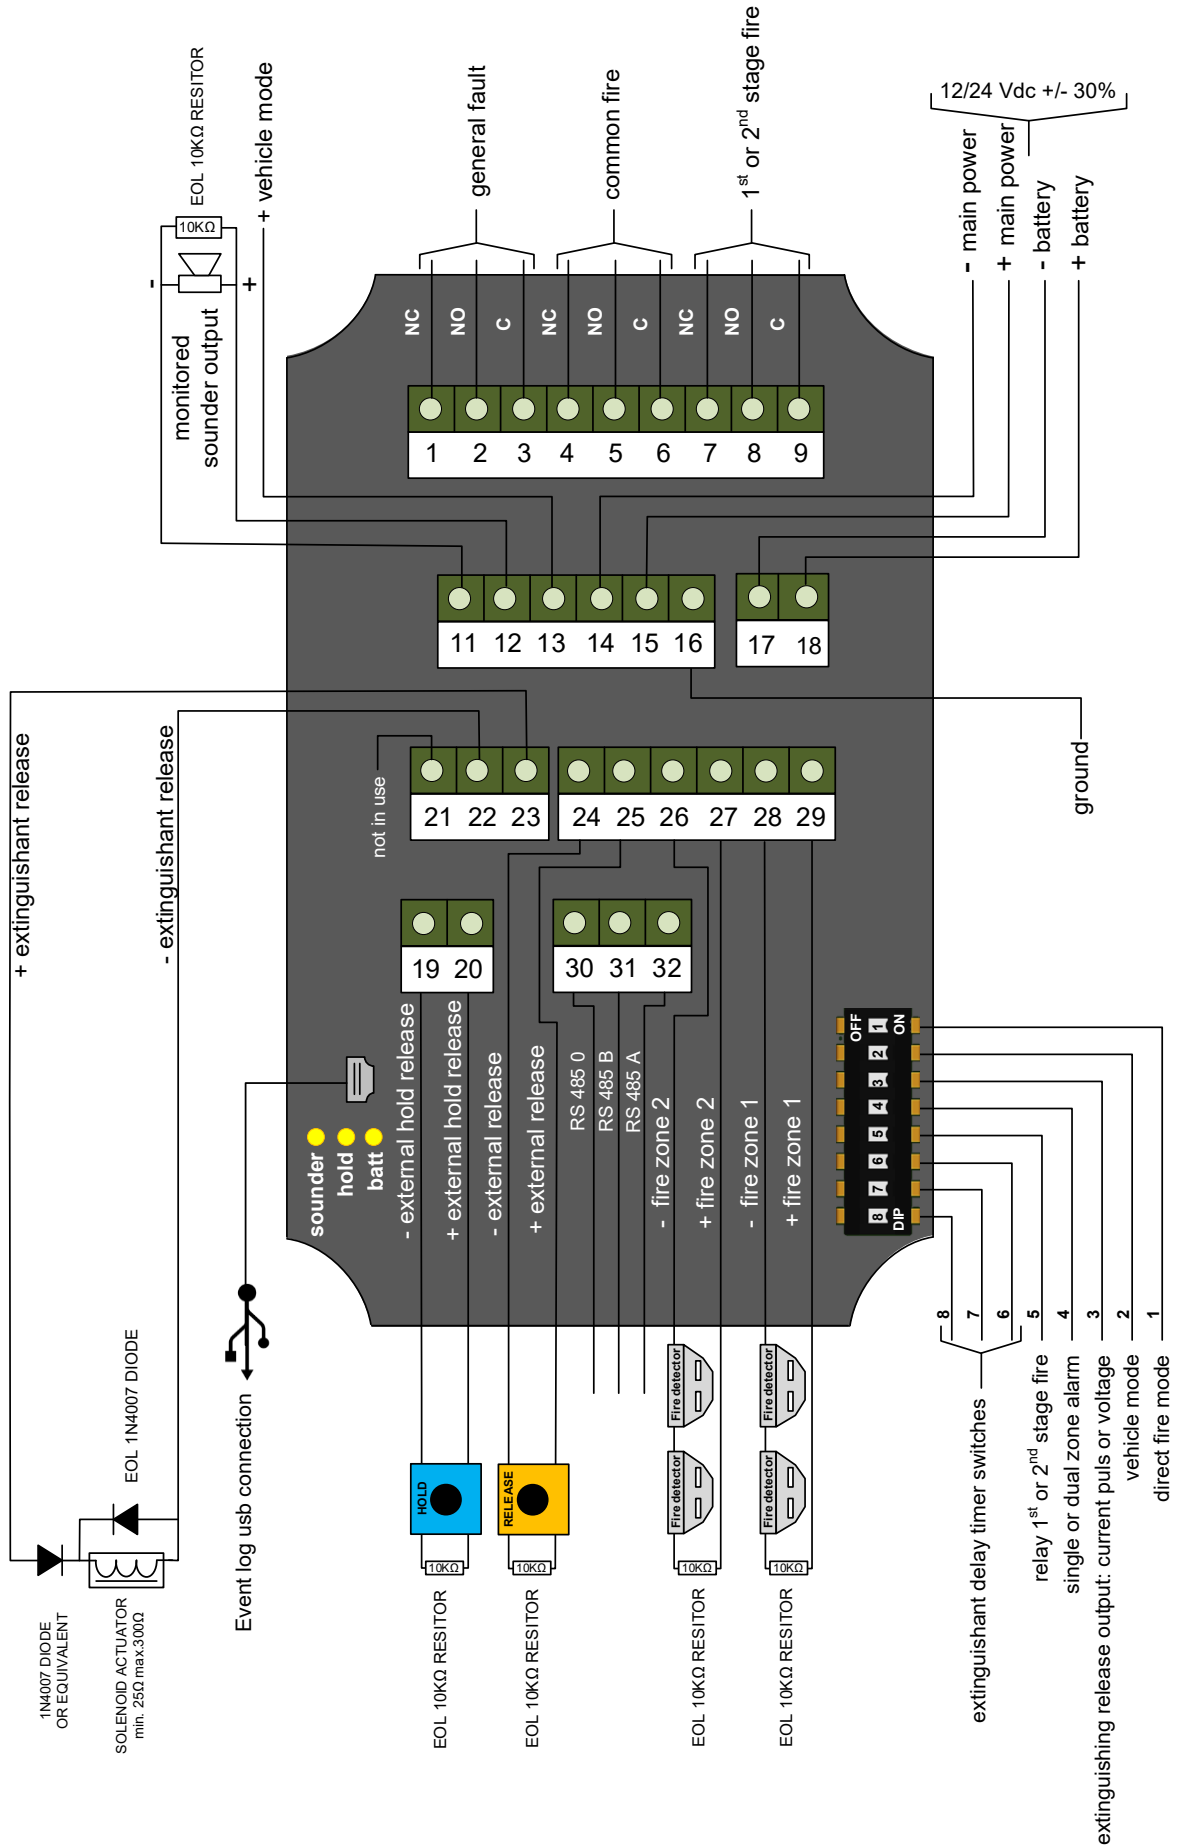 EOL 10KΩ RESITOR
10KΩ
-
+
monitored
sounder output
+ vehicle mode
general fault
common fire
1st or 2nd stage fire
12/24 Vdc +/- 30%
- main power
+ main power
- battery
+ battery
NC
NO
C
NC
NO
C
NC
NO
C
1 2 3 4 5 6 7 8 9
11 12 13 14 15 16
17 18
ground
+ extinguishant release
- extinguishant release
not in use
21 22 23
24 25 26 27 28 29
19 20
30 31 32
- external hold release
+ external hold release
- external release
+ external release
RS 485 0
RS 485 B
RS 485 A
- fire zone 2
+ fire zone 2
- fire zone 1
+ fire zone 1
sounder
hold
batt
OFF
ON
DIP
1
2
3
4
5
6
7
8
Event log usb connection
EOL 1N4007 DIODE
1N4007 DIODE
OR EQUIVALENT
SOLENOID ACTUATOR
min. 25Ω max.300Ω
HOLD
RELEASE
Fire detector
Fire detector
Fire detector
Fire detector
10KΩ
10KΩ
10KΩ
10KΩ
EOL 10KΩ RESITOR
EOL 10KΩ RESITOR
EOL 10KΩ RESITOR
EOL 10KΩ RESITOR
8
7
6
extinguishant delay timer switches
relay 1st or 2nd stage fire 5
single or dual zone alarm 4
extinguishing release output: current puls or voltage 3
vehicle mode 2
direct fire mode 1